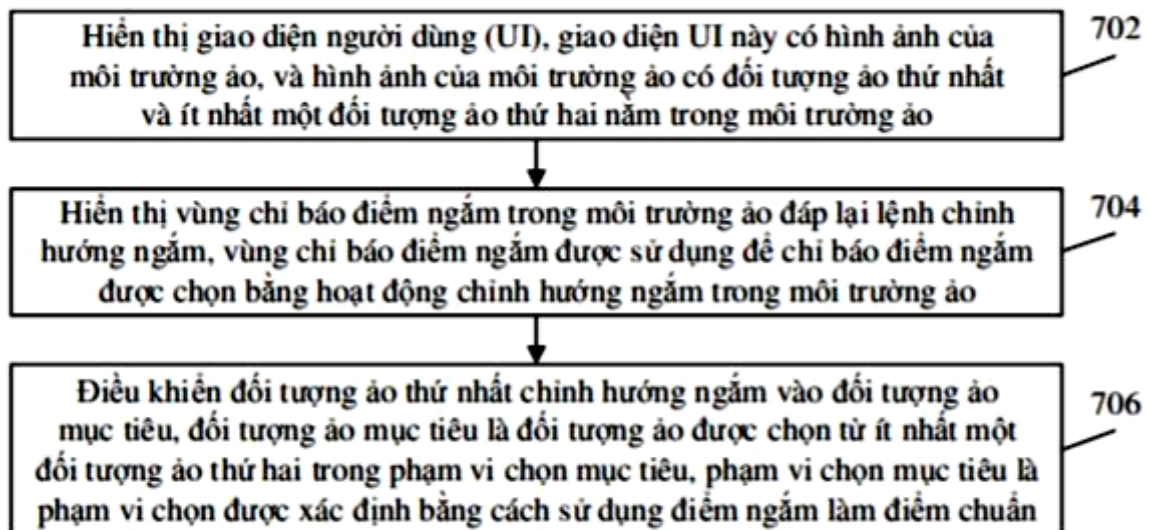 Hiển thị giao diện người dùng (UI), giao diện UI này có hình ảnh của
môi trường ảo, và hình ảnh của môi trường ảo có đối tượng ảo thứ nhất
và ít nhất một đối tượng ảo thứ hai nằm trong môi trường ảo
702
Hiển thị vùng chỉ báo điểm ngắm trong môi trường ảo đáp lại lệnh chỉnh
hướng ngắm, vùng chỉ báo điểm ngắm được sử dụng để chỉ báo điểm ngắm
được chọn bằng hoạt động chỉnh hướng ngắm trong môi trường ảo
704
Điều khiển đối tượng ảo thứ nhất chỉnh hướng ngắm vào đối tượng ảo
mục tiêu, đối tượng ảo mục tiêu là đối tượng ảo được chọn từ ít nhất một
đối tượng ảo thứ hai trong phạm vi chọn mục tiêu, phạm vi chọn mục tiêu là
phạm vi chọn được xác định bằng cách sử dụng điểm ngắm làm điểm chuẩn
706